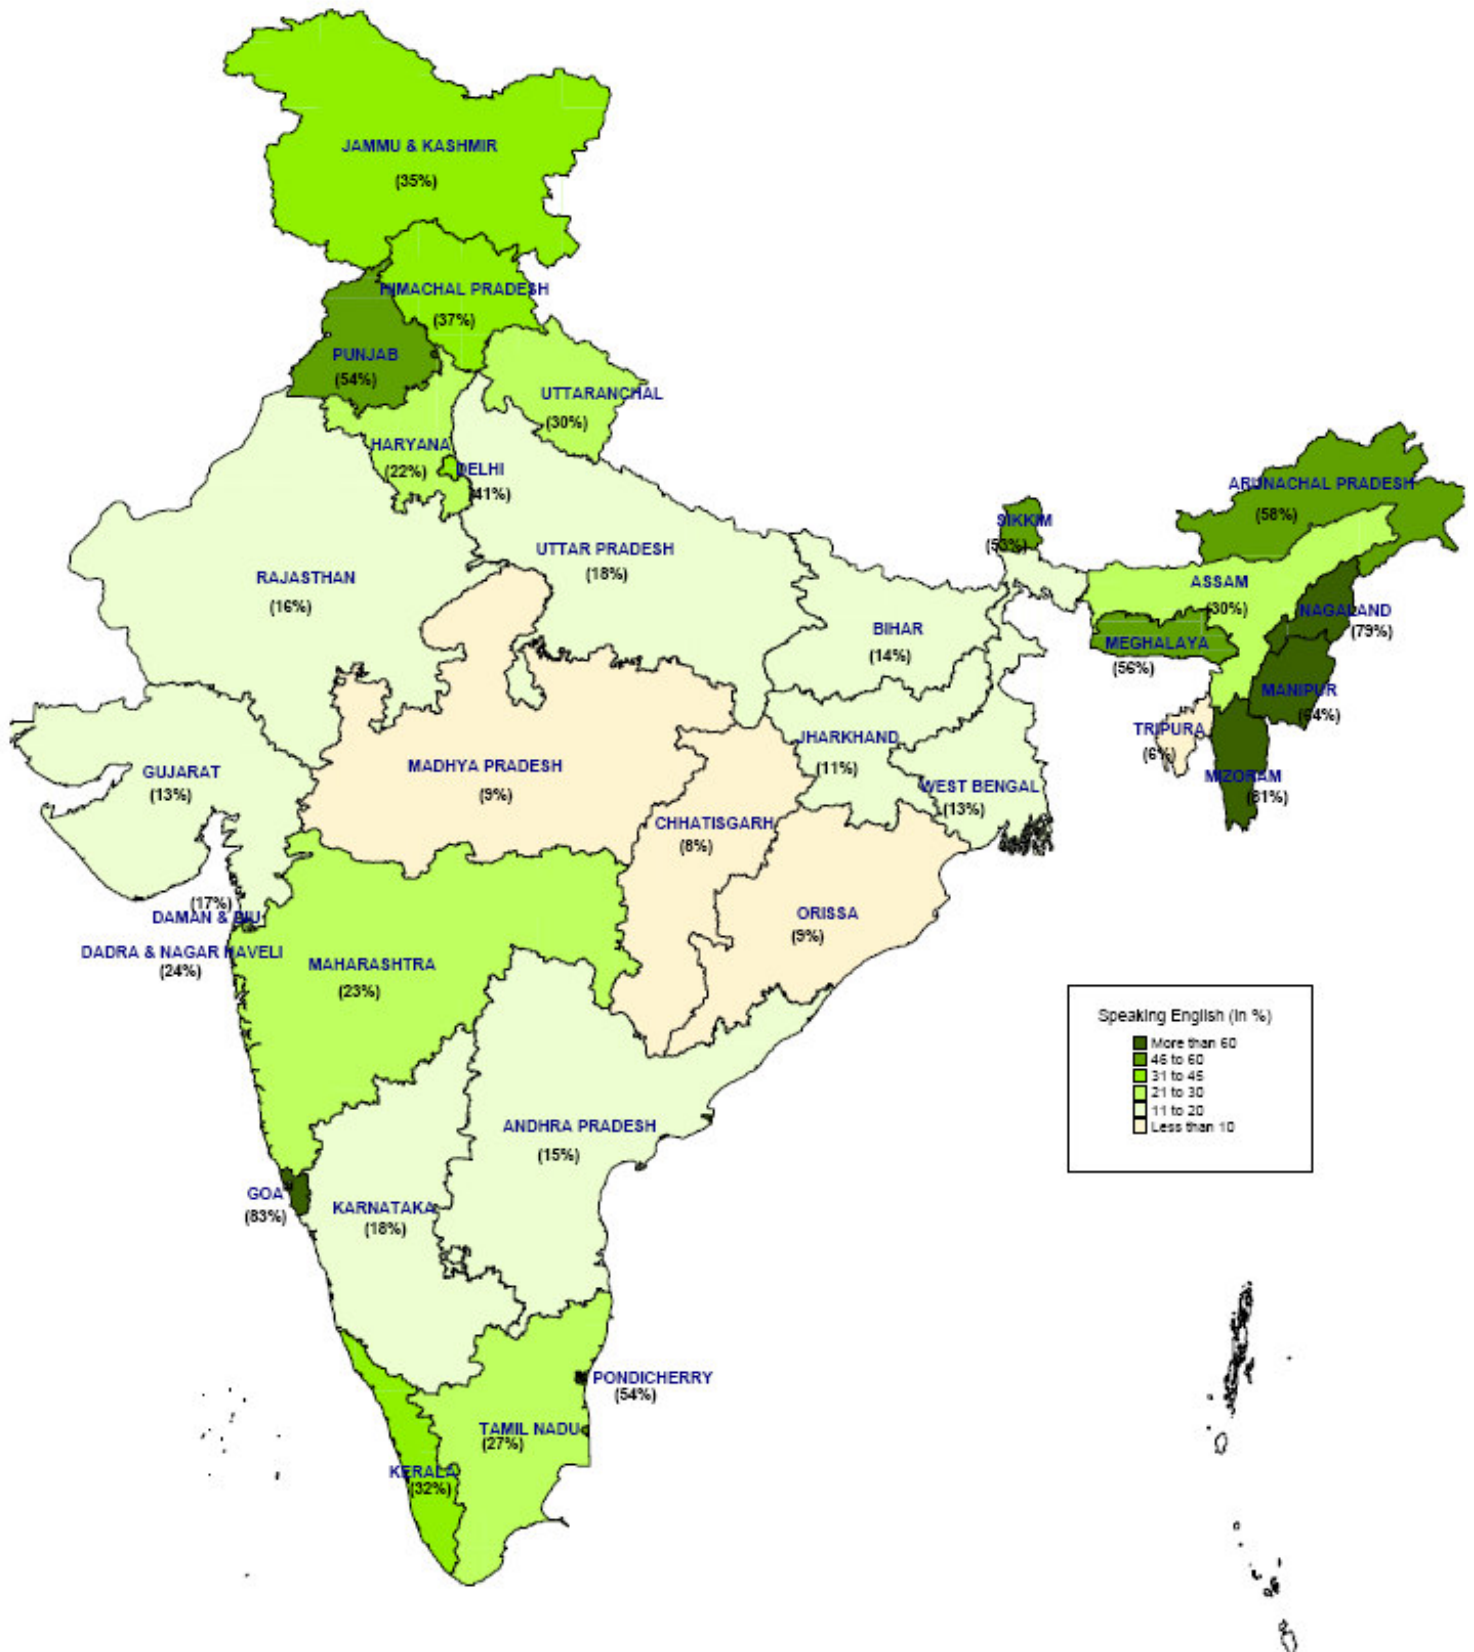 JAMMU & KASHMIR
(35%)
HIMACHAL PRADESH
(37%)
PUNJAB
(54%)
UTTARANCHAL
(30%)
HARYANA
(22%)
DELHI
(41%)
ARUNACHAL PRADESH
(58%)
SIKKIM
(53%)
UTTAR PRADESH
(18%)
RAJASTHAN
(16%)
ASSAM
(30%)
NAGALAND
(79%)
BIHAR
(14%)
MEGHALAYA
(56%)
MANIPUR
(64%)
TRIPURA
(6%)
JHARKHAND
(11%)
MADHYA PRADESH
(9%)
GUJARAT
(13%)
MIZORAM
(81%)
WEST BENGAL
(13%)
CHHATISGARH
(8%)
ORISSA
(9%)
(17%)
DAMAN & DIU
DADRA & NAGAR HAVELI
(24%)
MAHARASHTRA
(23%)
Speaking English (in %)
More than 60
46 to 60
31 to 45
21 to 30
11 to 20
Less than 10
ANDHRA PRADESH
(15%)
GOA
(83%)
KARNATAKA
(18%)
PONDICHERRY
(54%)
TAMIL NADU
(27%)
KERALA
(32%)